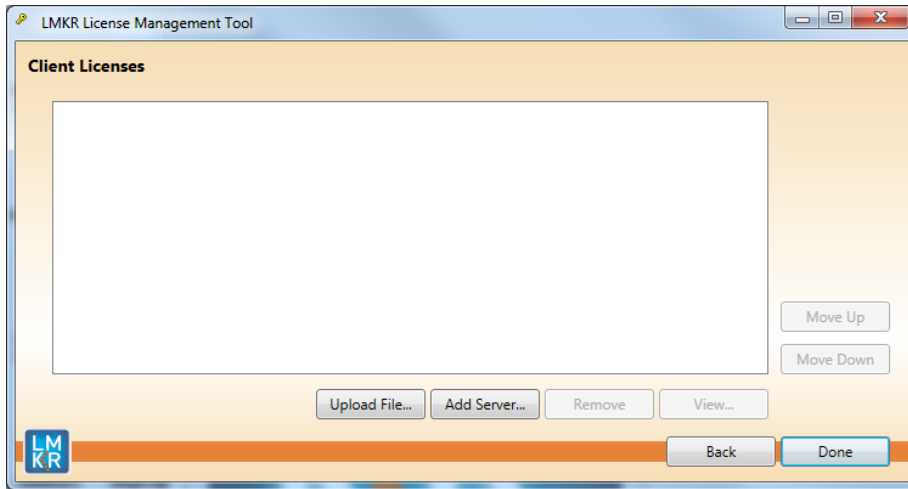 LMKR License Management Tool
Client Licenses
Move Up
Move Down
Upload File... Add Server... Remove View...
LM
KR
Back Done